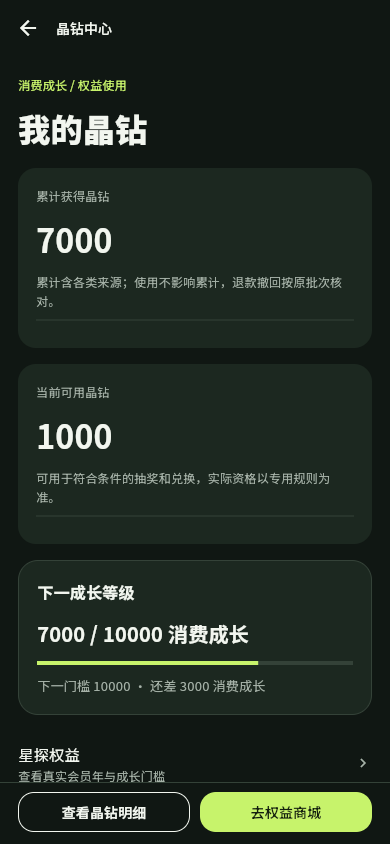 晶钻中心
消费成长 / 权益使用
我的晶钻
累计获得晶钻
7000
累计含各类来源；使用不影响累计，退款撤回按原批次核
对。
当前可用晶钻
1000
可用于符合条件的抽奖和兑换，实际资格以专用规则为
准。
下一成长等级
7000 / 10000 消费成长
下一门槛 10000 · 还差 3000 消费成长
星探权益
查看真实会员年与成长门槛
查看晶钻明细
去权益商城